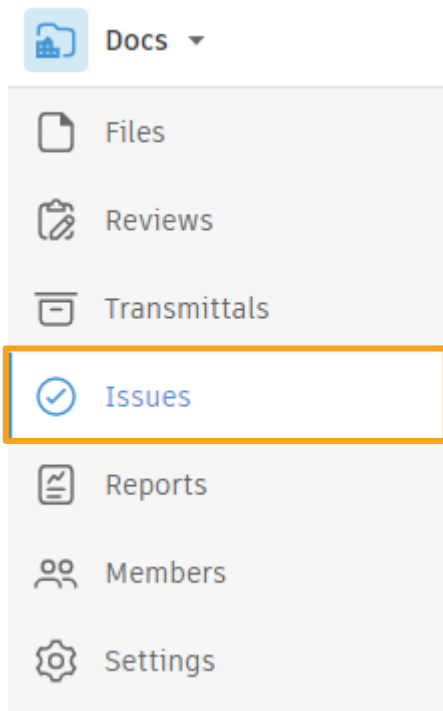 Docs
Files
Reviews
Transmittals
Issues
Reports
Members
Settings